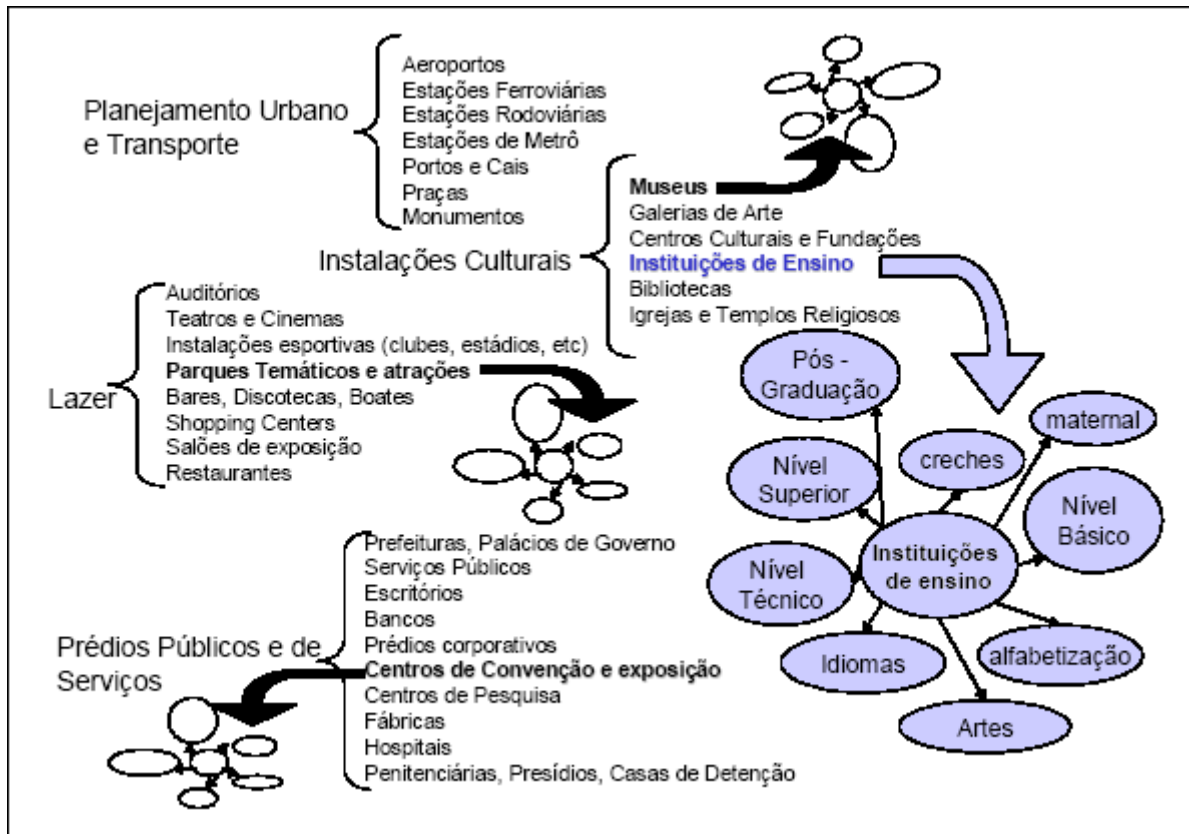 Planejamento Urbano
e Transporte
Aeroportos
Estações Ferroviárias
Estações Rodoviárias
Estações de Metrô
Portos e Cais
Praças
Monumentos
Instalações Culturais
Museus
Galerias de Arte
Centros Culturais e Fundações
Instituições de Ensino
Bibliotecas
Igrejas e Templos Religiosos
Lazer
Auditórios
Teatros e Cinemas
Instalações esportivas (clubes, estádios, etc)
Parques Temáticos e atrações
Bares, Discotecas, Boates
Shopping Centers
Salões de exposição
Restaurantes
Prédios Públicos e de
Serviços
Prefeituras, Palácios de Governo
Serviços Públicos
Escritórios
Bancos
Prédios corporativos
Centros de Convenção e exposição
Centros de Pesquisa
Fábricas
Hospitais
Penitenciárias, Presídios, Casas de Detenção
Pós -
Graduação
maternal
creches
Nível
Superior
Nível
Básico
Instituições
de ensino
Nível
Técnico
Idiomas
alfabetização
Artes